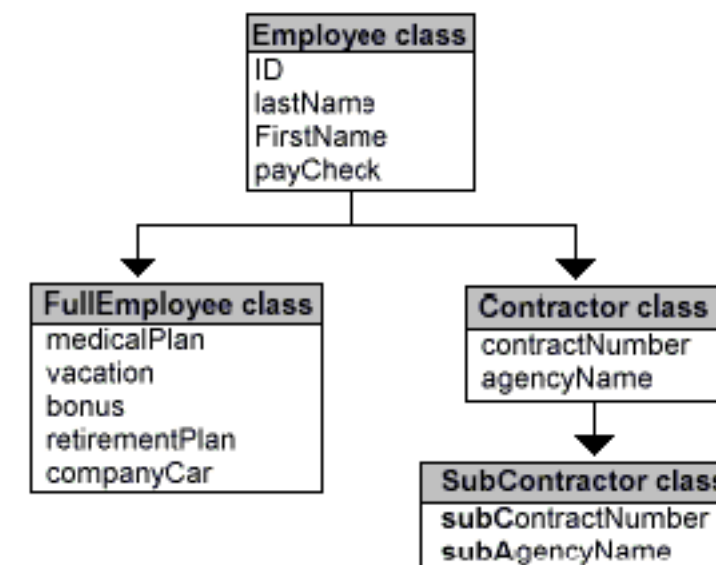 Employee class
ID
lastName
FirstName
payCheck
FullEmployee class
medicalPlan
vacation
bonus
retirementPlan
companyCar
Contractor class
contractNumber
agencyName
SubContractor class
subContractNumber
subAgencyName